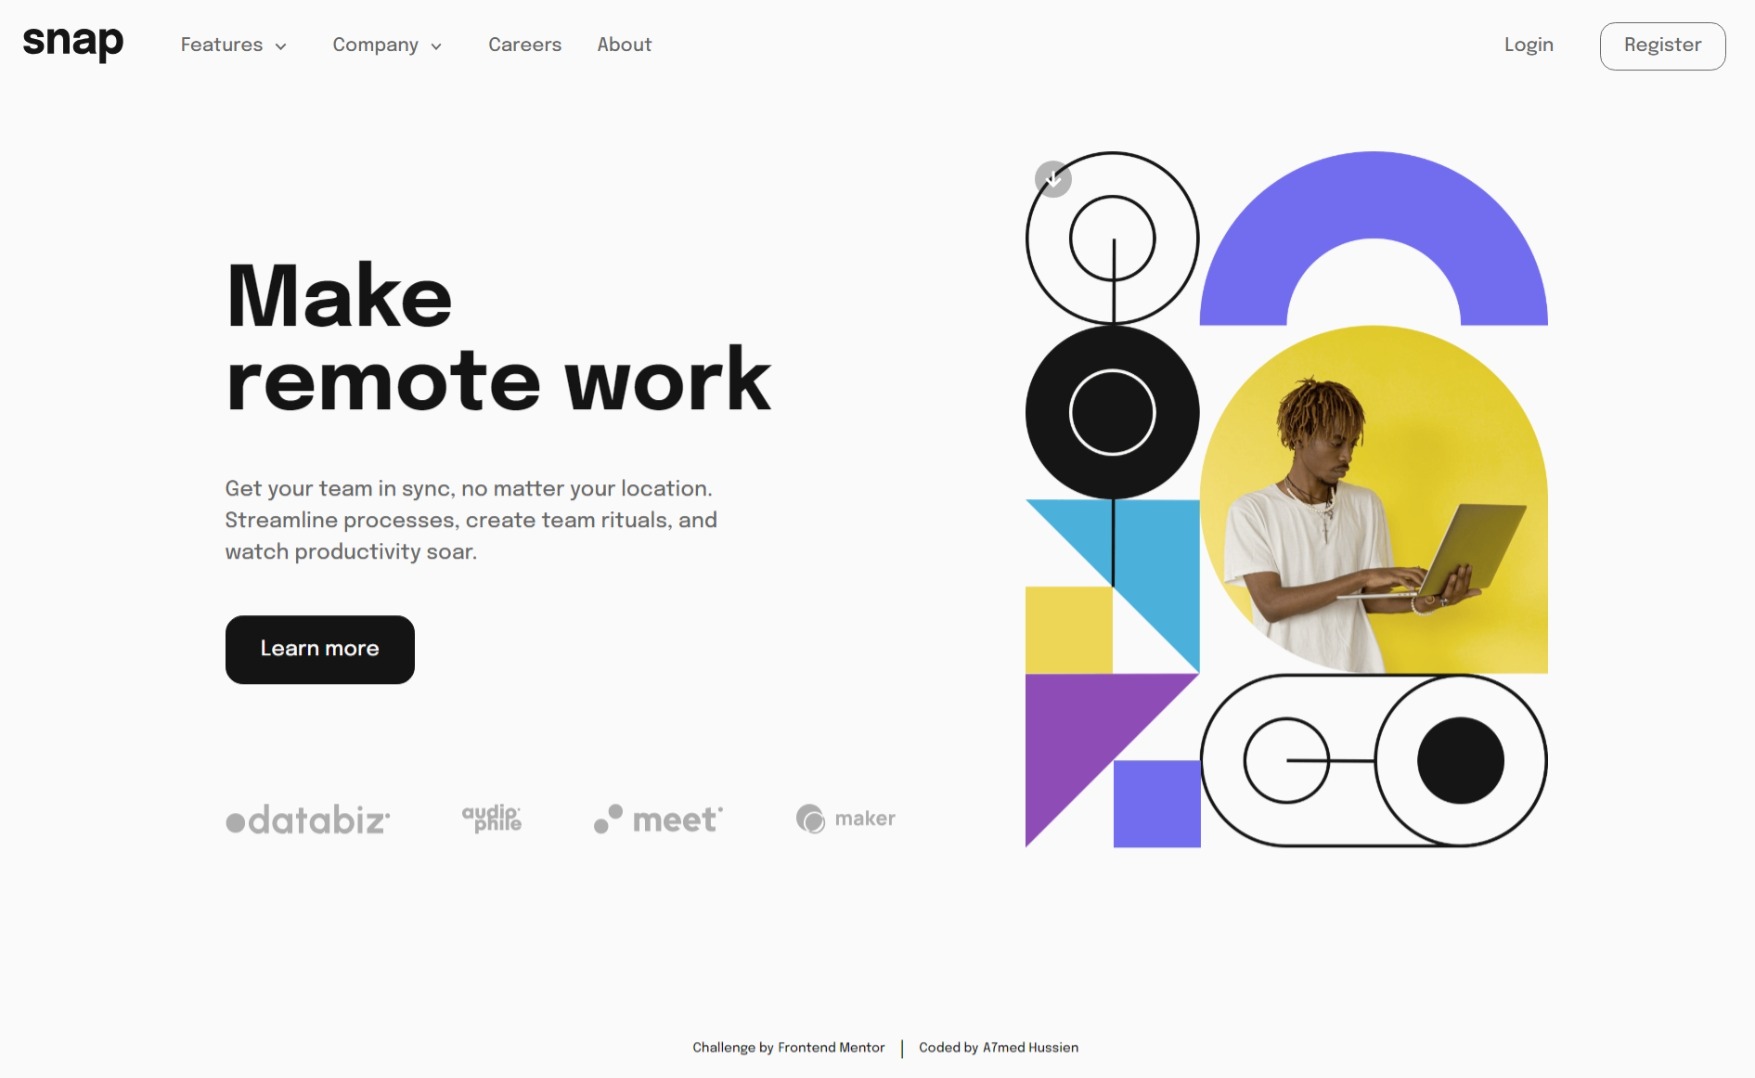 snap
Features
Company
Careers
About
Login
Register
Make
remote work
Get your team in sync, no matter your location.
Streamline processes, create team rituals, and
watch productivity soar.
Learn more
databiz
audio
phile
meet
maker
Challenge by Frontend Mentor | Coded by A7med Hussien